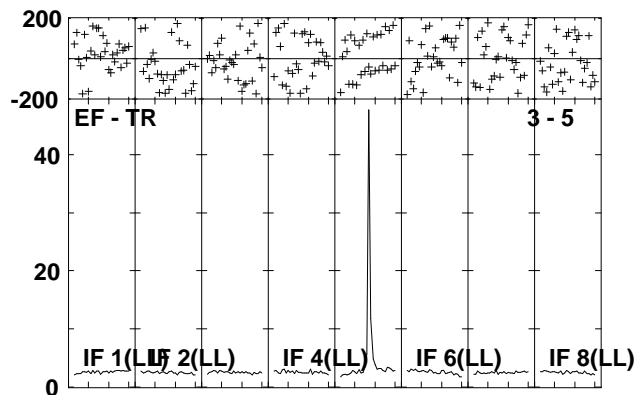 200
-200
EF - TR
3 - 5
40
20
IF 1(LL)
IF 2(LL)
IF 4(LL)
IF 6(LL)
IF 8(LL)
0